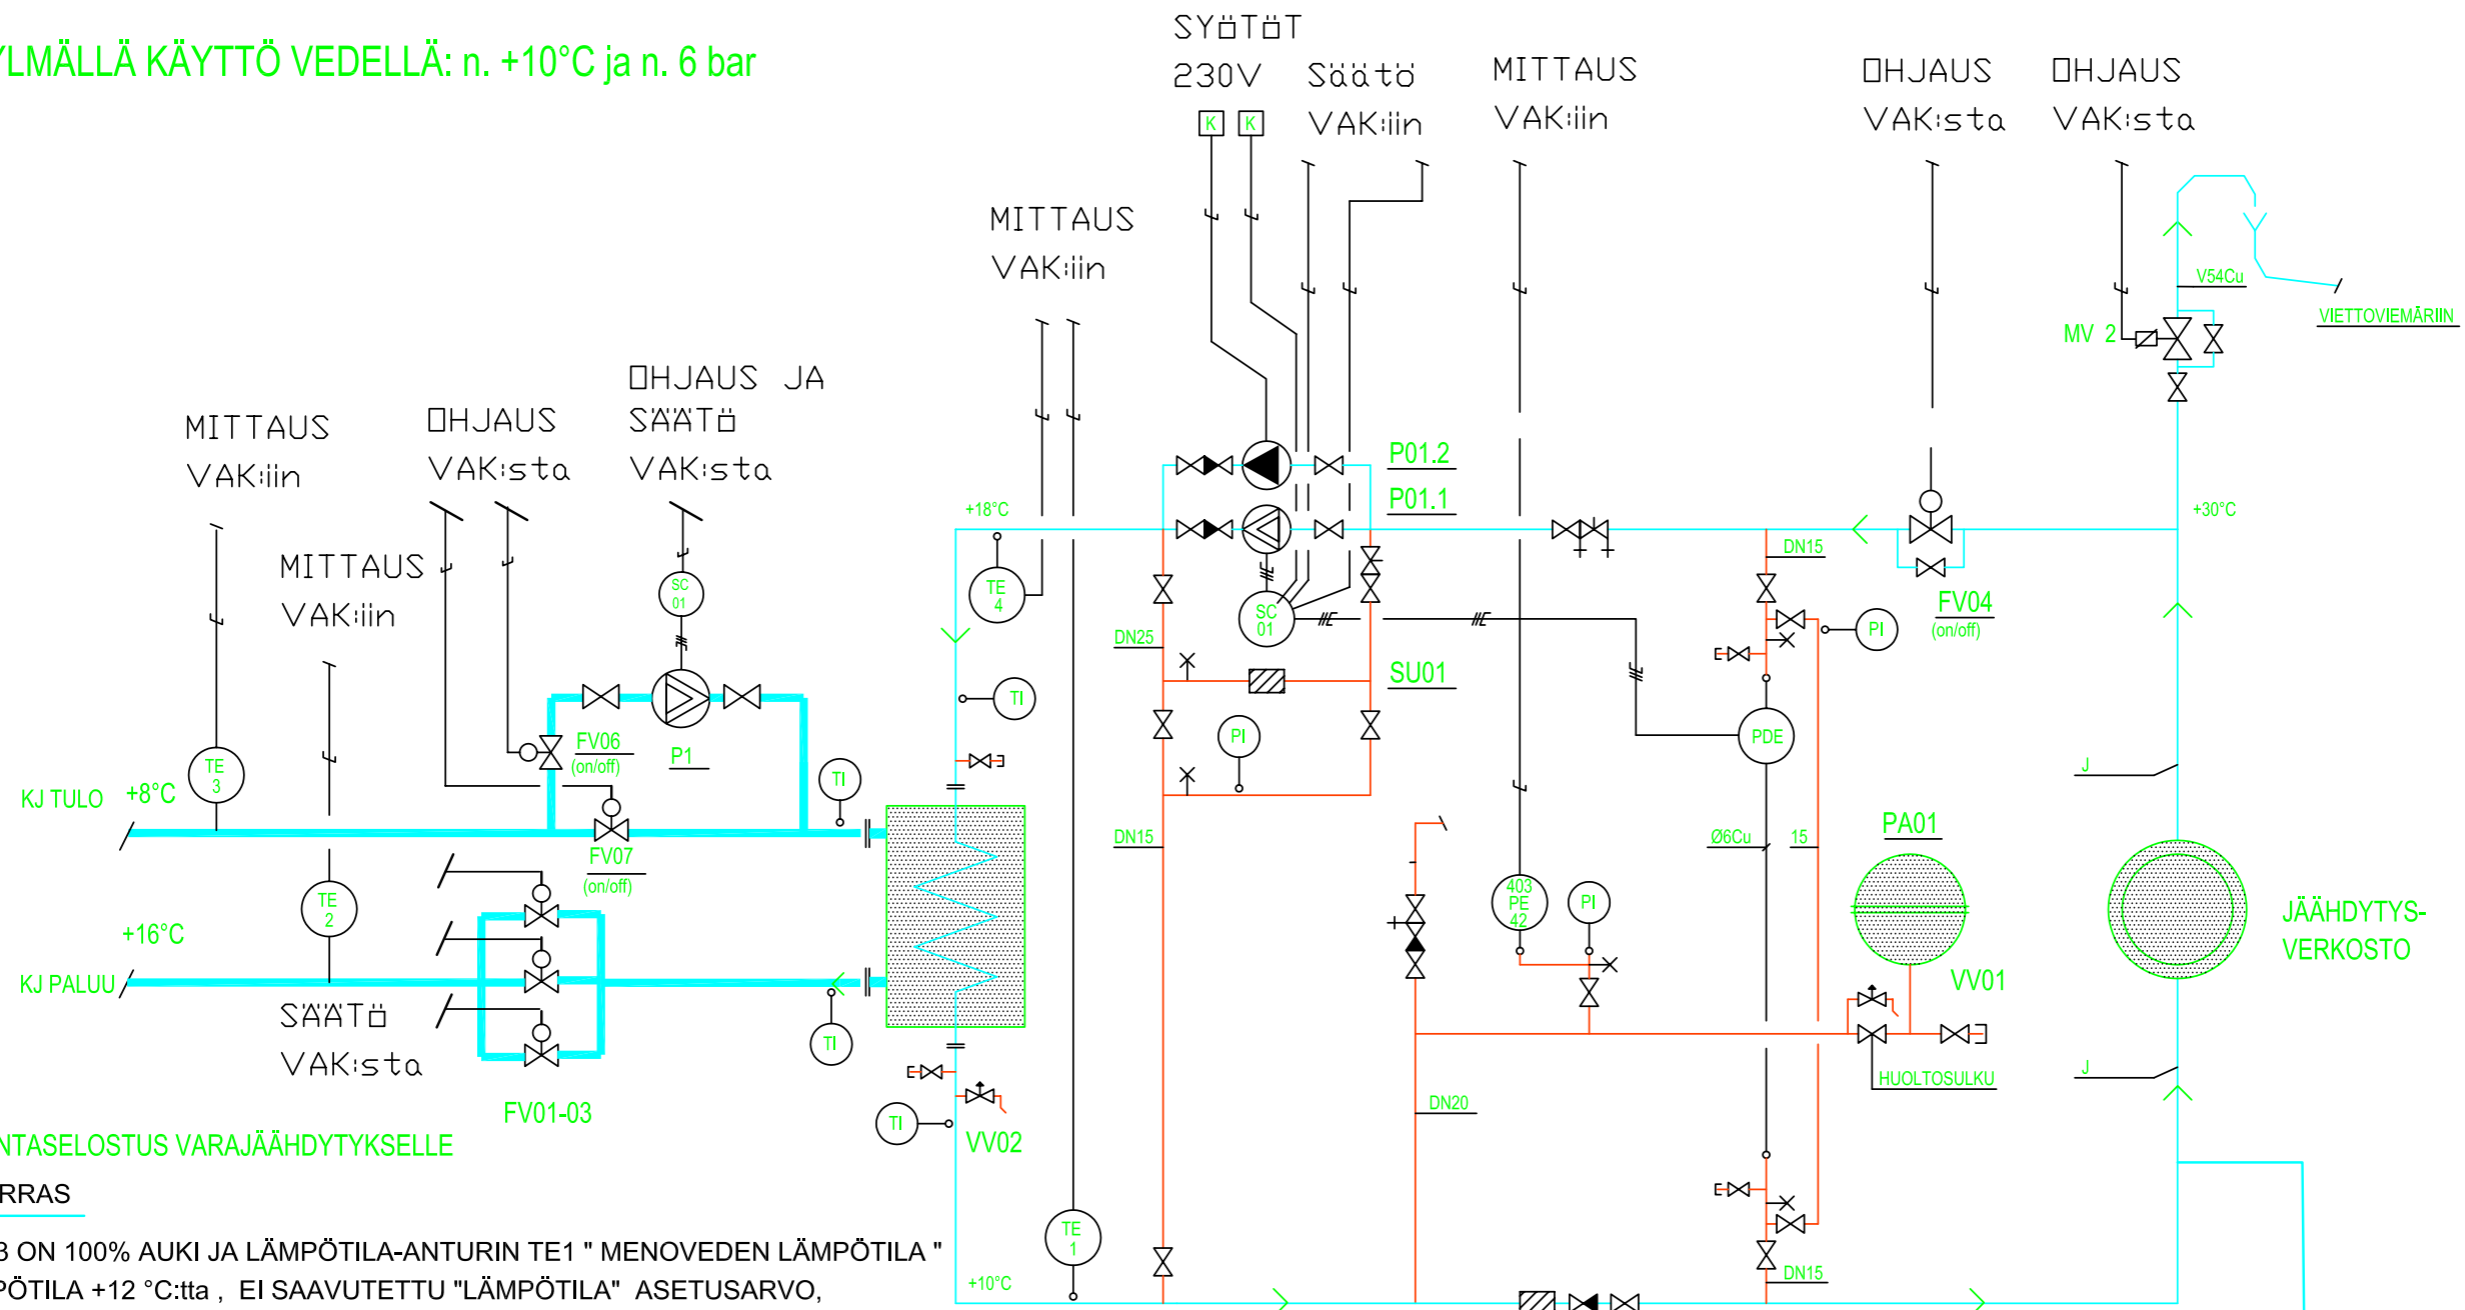 YLMÄLLÄ KÄYTTÖ VEDELLÄ: n. +10°C ja n. 6 bar
SYÖTÖT
230V
K
K
Säätö
VAK:iin
MITTAUS
VAK:iin
OHJAUS
VAK:sta
OHJAUS
VAK:sta
MITTAUS
VAK:iin
V54Cu
VIETTOVIEMÄRIIN
MV 2
OHJAUS JA
SÄÄTÖ
VAK:sta
MITTAUS
VAK:iin
OHJAUS
VAK:sta
P01.2
P01.1
+18°C
+30°C
MITTAUS
VAK:iin
SC
01
TE
4
SC
01
DN15
FV04
(on/off)
PI
DN25
SU01
TI
PI
PDE
FV06
(on/off)
P1
TE
3
TI
KJ TULO
+8°C
J
FV07
(on/off)
DN15
Ø6Cu
15
PA01
TE
2
403
PE
42
PI
JÄÄHDYTYS-
VERKOSTO
+16°C
KJ PALUU
VV01
SÄÄTÖ
VAK:sta
TI
HUOLTOSULKU
J
FV01-03
DN20
TI
VV02
NTASELOSTUS VARAJÄÄHDYTYKSELLE
RRAS
TE
1
3 ON 100% AUKI JA LÄMPÖTILA-ANTURIN TE1 " MENOVEDEN LÄMPÖTILA "
PÖTILA +12 °C:tta , EI SAAVUTETTU "LÄMPÖTILA" ASETUSARVO,
+10°C
DN15